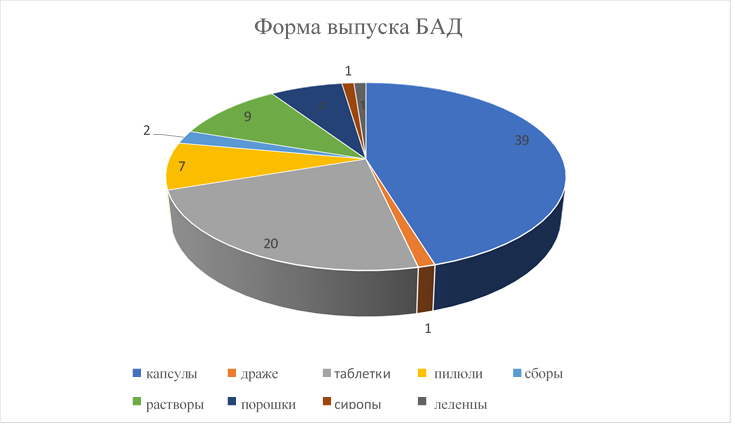 Форма выпуска БАД
1
1
9
39
2
7
20
1
капсулы драже таблетки пилюли сборы
растворы порошки сиропы леденцы